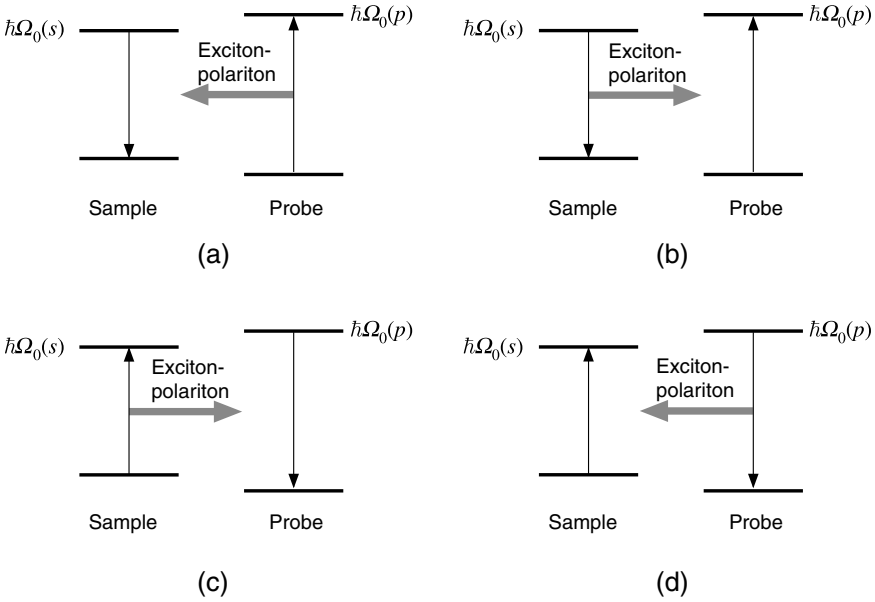 ħΩ₀(s)
ħΩ₀(p)
Exciton-
polariton
Sample
Probe
(a)
ħΩ₀(s)
ħΩ₀(p)
Exciton-
polariton
Sample
Probe
(b)
ħΩ₀(s)
ħΩ₀(p)
Exciton-
polariton
Sample
Probe
(c)
ħΩ₀(s)
ħΩ₀(p)
Exciton-
polariton
Sample
Probe
(d)